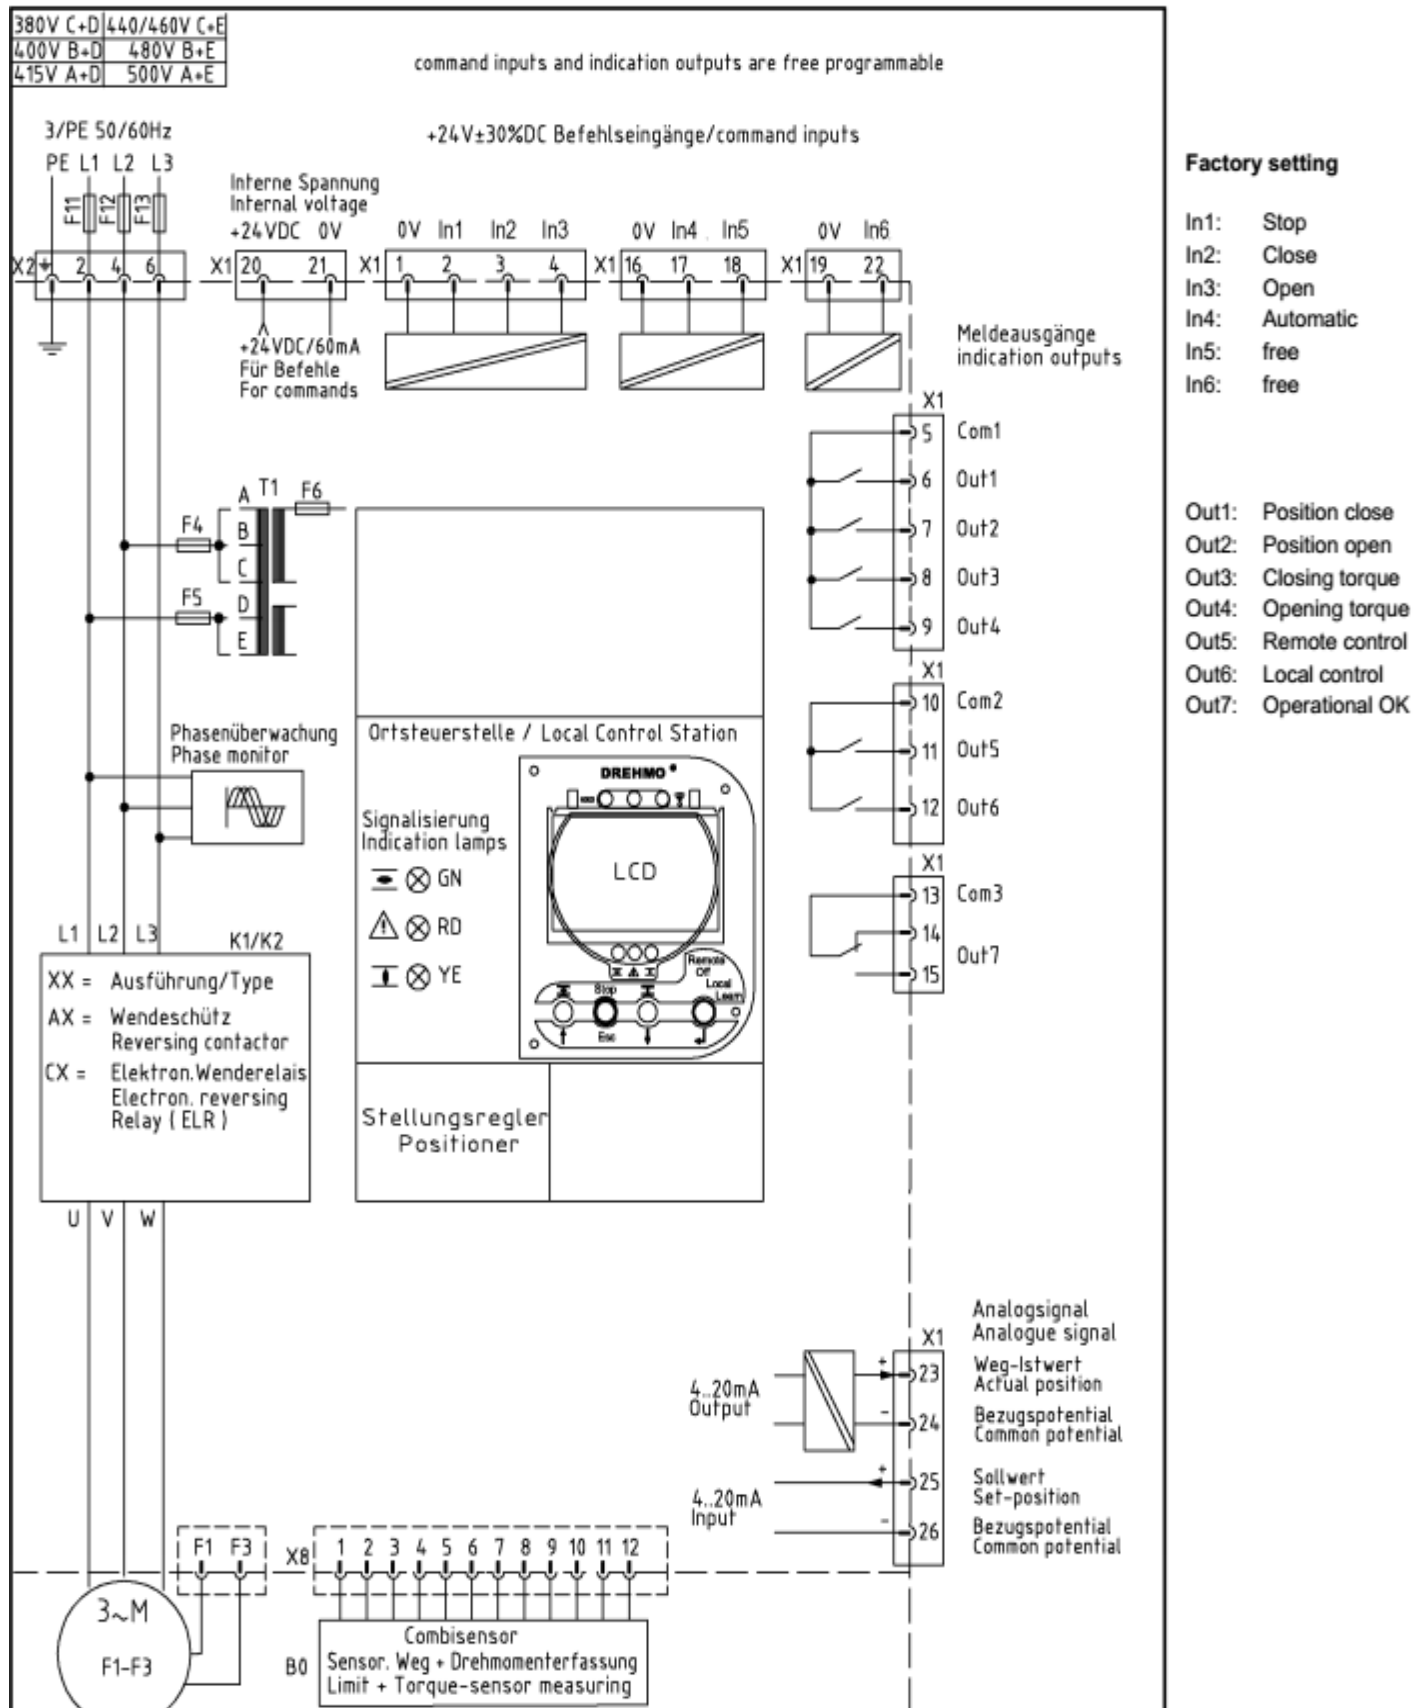 380V C+D 440/460V C+E
400V B+D 480V B+E
415V A+D 500V A+E
command inputs and indication outputs are free programmable
3/PE 50/60Hz
+24V±30%DC Befehlseingänge/command inputs
PE L1 L2 L3
F11 F12 F13
Interne Spannung
Internal voltage
+24VDC 0V
0V In1 In2 In3
0V In4 In5
0V In6
X2 2 4 6
X1 20 21
X1 1 2 3 4
X1 16 17 18
X1 19 22
+24VDC/60mA
Für Befehle
For commands
Meldeausgänge
indication outputs
X1
5 Com1
6 Out1
7 Out2
8 Out3
9 Out4
X1
10 Com2
11 Out5
12 Out6
X1
13 Com3
14
Out7
15
A T1 F6
F4 B
C
F5 D
E
Phasenüberwachung
Phase monitor
Ortsteuerstelle / Local Control Station
DREHMO
Signalisierung
Indication lamps
LCD
GN
RD
YE
Remote
Off
Local
Learn
Stop
Esc
L1 L2 L3 K1/K2
XX = Ausführung/Type
AX = Wendeschütz
Reversing contactor
CX = Elektron.Wenderelais
Electron. reversing
Relay ( ELR )
Stellungsregler
Positioner
U V W
Analogsignal
Analogue signal
X1
4..20mA
Output
23 Weg-Istwert
Actual position
24 Bezugspotential
Common potential
4..20mA
Input
25 Sollwert
Set-position
26 Bezugspotential
Common potential
+
-
+
-
F1 F3
X8 1 2 3 4 5 6 7 8 9 10 11 12
3~M
F1-F3
B0
Combisensor
Sensor. Weg + Drehmomenterfassung
Limit + Torque-sensor measuring
Factory setting
In1: Stop
In2: Close
In3: Open
In4: Automatic
In5: free
In6: free
Out1: Position close
Out2: Position open
Out3: Closing torque
Out4: Opening torque
Out5: Remote control
Out6: Local control
Out7: Operational OK